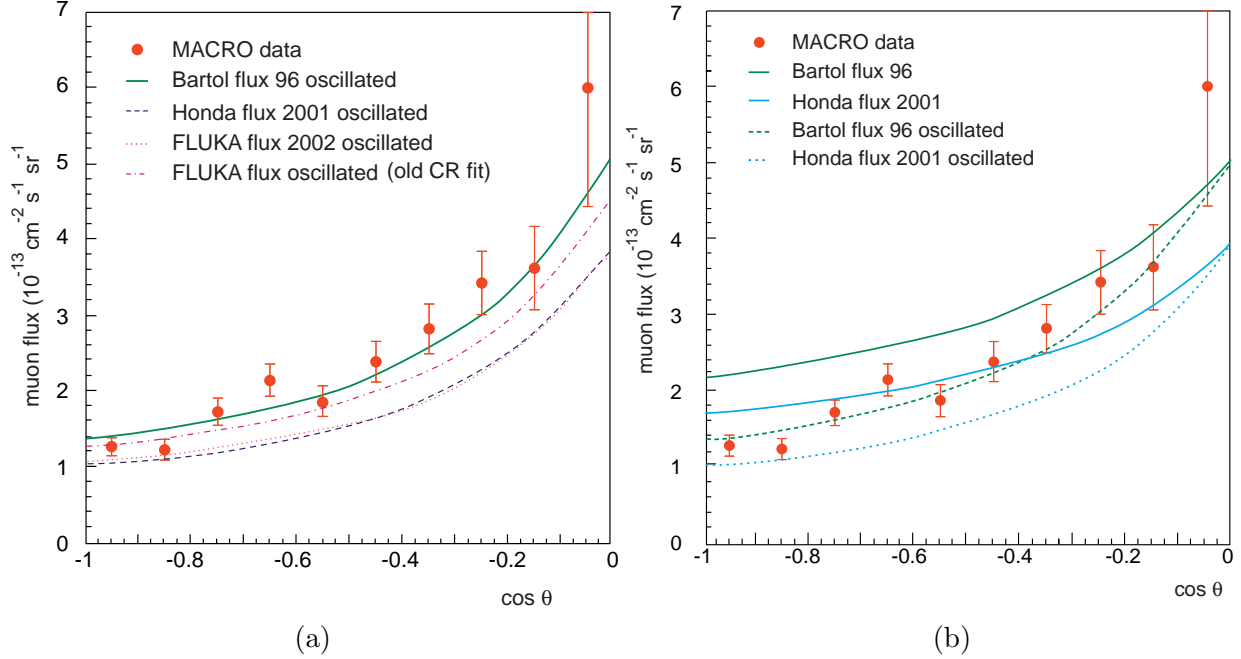 MACRO data
Bartol flux 96 oscillated
Honda flux 2001 oscillated
FLUKA flux 2002 oscillated
FLUKA flux oscillated (old CR fit)
muon flux (10⁻¹³ cm⁻² s⁻¹ sr⁻¹
7
6
5
4
3
2
1
0
-1 -0.8 -0.6 -0.4 -0.2 0
cos θ
(a)
MACRO data
Bartol flux 96
Honda flux 2001
Bartol flux 96 oscillated
Honda flux 2001 oscillated
muon flux (10⁻¹³ cm⁻² s⁻¹ sr⁻¹
7
6
5
4
3
2
1
0
-1 -0.8 -0.6 -0.4 -0.2 0
cos θ
(b)